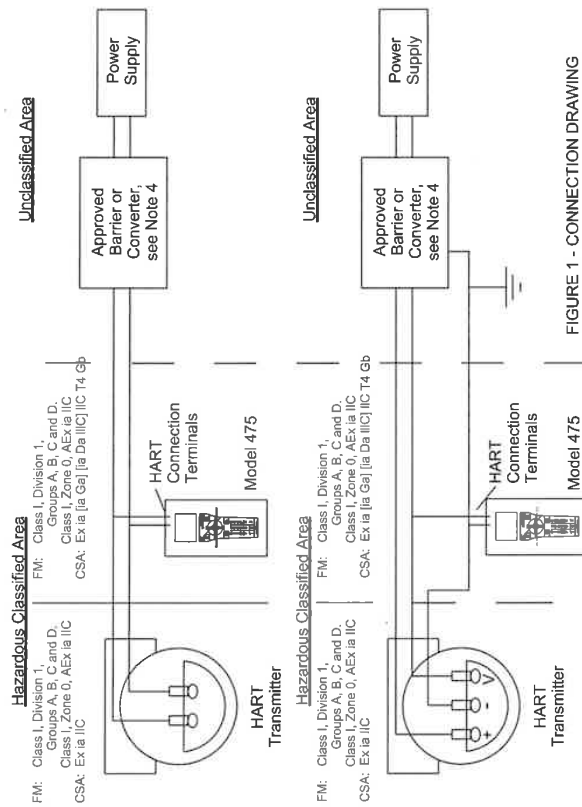 Hazardous Classified Area
Unclassified Area
FM: Class I, Division 1,
Groups A, B, C and D.
Class I, Zone 0, AEx ia IIC
CSA: Ex ia IIC
FM: Class I, Division 1,
Groups A, B, C and D.
Class I, Zone 0, AEx ia IIC
CSA: Ex ia [ia Ga] [ia Da IIIC] IIC T4 Gb
HART
Connection
Terminals
Model 475
HART
Transmitter
Approved
Barrier or
Converter,
see Note 4
Power
Supply
Hazardous Classified Area
Unclassified Area
FM: Class I, Division 1,
Groups A, B, C and D.
Class I, Zone 0, AEx ia IIC
CSA: Ex ia IIC
FM: Class I, Division 1,
Groups A, B, C and D.
Class I, Zone 0, AEx ia IIC
CSA: Ex ia [ia Ga] [ia Da IIIC] IIC T4 Gb
HART
Connection
Terminals
Model 475
+ - V
HART
Transmitter
Approved
Barrier or
Converter,
see Note 4
Power
Supply
FIGURE 1 - CONNECTION DRAWING